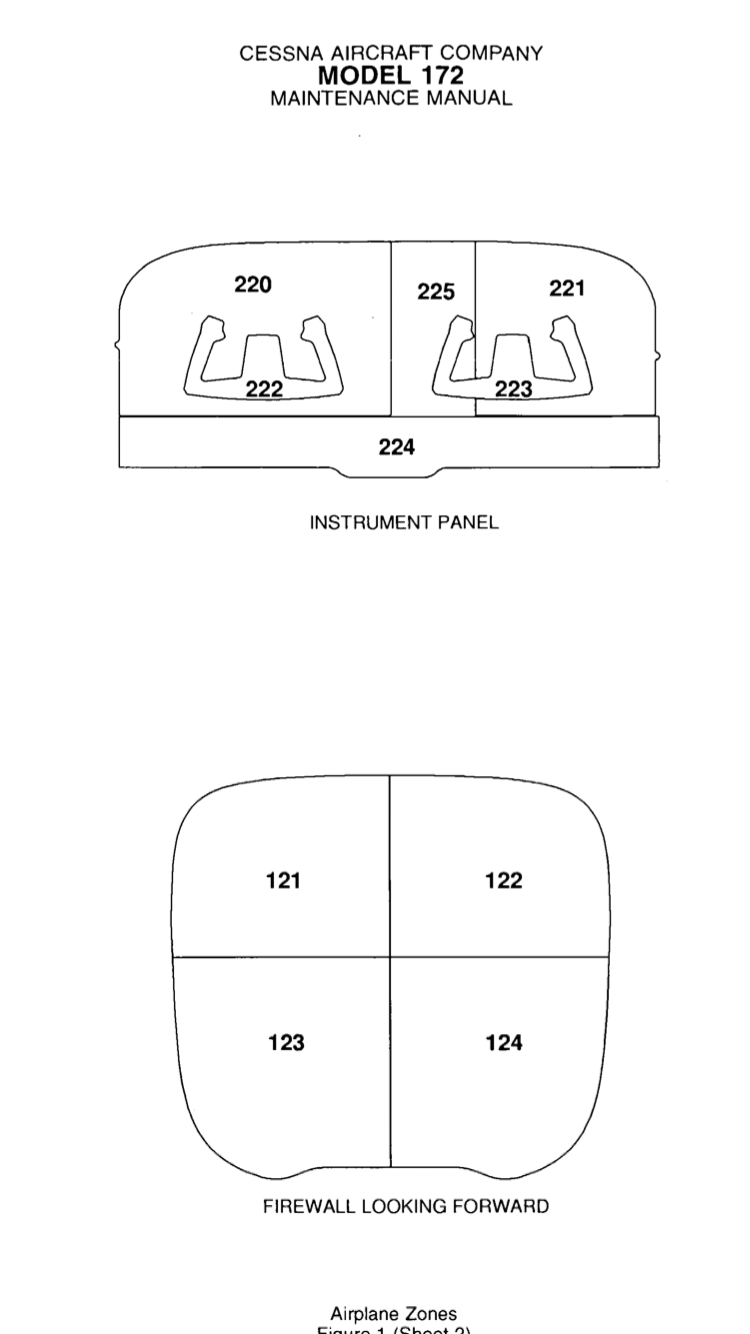 CESSNA AIRCRAFT COMPANY
MODEL 172
MAINTENANCE MANUAL
220
225
221
222
223
224
INSTRUMENT PANEL
121
122
123
124
FIREWALL LOOKING FORWARD
Airplane Zones
Figure 1 (Sheet 2)